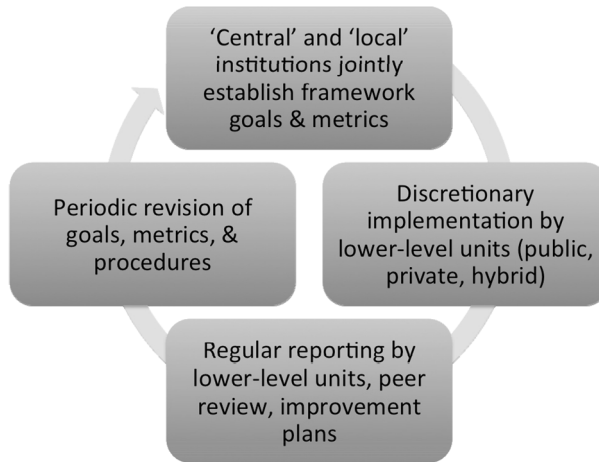 ‘Central’ and ‘local’
institutions jointly
establish framework
goals & metrics
Discretionary
implementation by
lower-level units (public,
private, hybrid)
Regular reporting by
lower-level units, peer
review, improvement
plans
Periodic revision of
goals, metrics, &
procedures